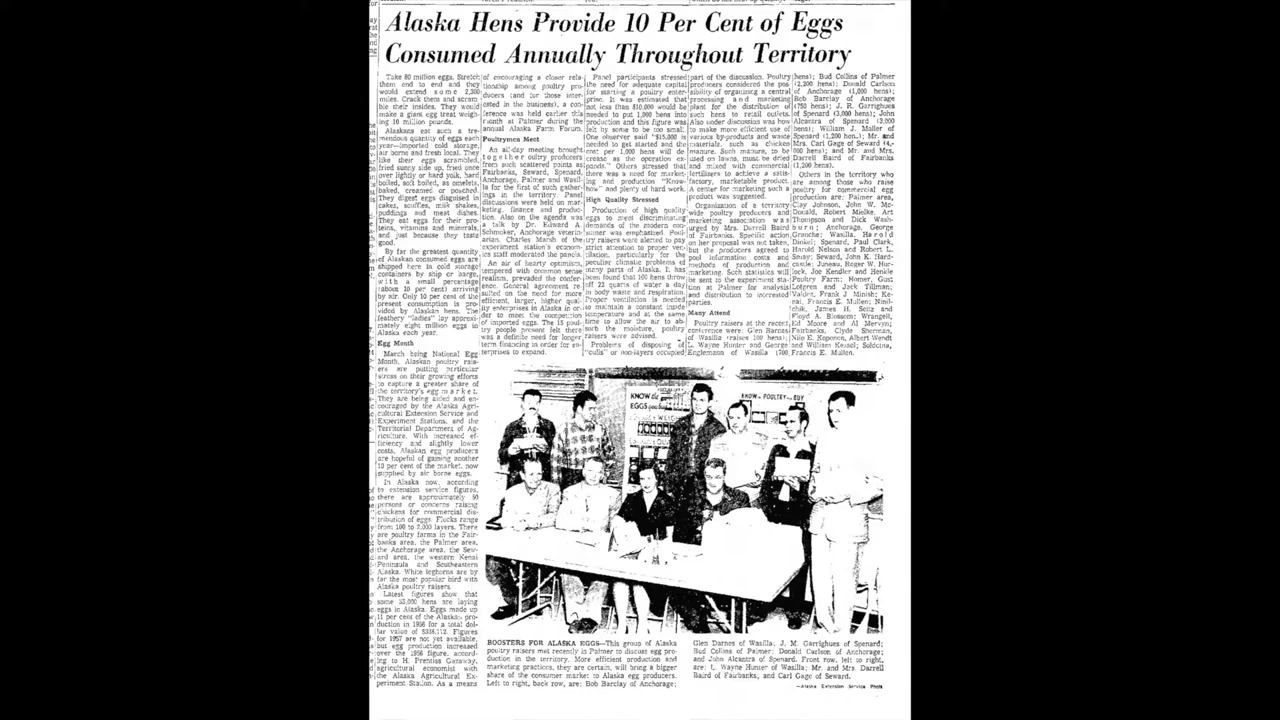 Alaska Hens Provide 10 Per Cent of Eggs
Consumed Annually Throughout Territory
Take 80 million eggs. Stretch
them end to end and they
would extend some 2,300
miles. Crack them and scram-
ble their insides. They would
make a giant egg treat weigh-
ing 10 million pounds.
Alaskans eat such a tre-
mendous quantity of eggs each
year—imported cold storage,
air borne and fresh local. They
like their eggs scrambled,
fried sunny side up, fried once
over lightly or hard yolk, hard
boiled, soft boiled, as omelets,
baked, creamed or poached.
They digest eggs disguised in
cakes, souffles, milk shakes,
puddings and meat dishes.
They eat eggs for their pro-
teins, vitamins and minerals,
and just because they taste
good.
By far the greatest quantity
of Alaskan consumed eggs are
shipped here in cold storage
containers by ship or barge,
with a small percentage
(about 10 per cent) arriving
by air. Only 10 per cent of the
present consumption is pro-
vided by Alaskan hens. The
feathery "ladies" lay approxi-
mately eight million eggs in
Alaska each year.
Egg Month
March being National Egg
Month, Alaskan poultry rais-
ers are putting particular
stress on their growing efforts
to capture a greater share of
the territory's egg market.
They are being aided and en-
couraged by the Alaska Agri-
cultural Extension Service and
Experiment Stations, and the
Territorial Department of Ag-
riculture. With increased ef-
ficiency and slightly lower
costs, Alaskan egg producers
are hopeful of gaining another
10 per cent of the market, now
supplied by air borne eggs.
In Alaska now, according
to extension service figures,
there are approximately 50
persons or concerns raising
chickens for commercial dis-
tribution of eggs. Flocks range
from 100 to 7,000 layers. There
are poultry farms in the Fair-
banks area, the Palmer area,
the Anchorage area, the Sew-
ard area, the western Kenai
Peninsula and Southeastern
Alaska. White leghorns are by
far the most popular bird with
Alaska poultry raisers.
Latest figures show that
some 33,000 hens are laying
eggs in Alaska. Eggs made up
11 per cent of the Alaskan pro-
duction in 1956 for a total dol-
lar value of $338,112. Figures
for 1957 are not yet available,
but egg production increased
over the 1956 figure, accord-
ing to H. Prentiss Gazaway,
agricultural economist with
the Alaska Agricultural Ex-
periment Station. As a means
of encouraging a closer rela-
tionship among poultry pro-
ducers (and for those inter-
ested in the business), a con-
ference was held earlier this
month at Palmer during the
annual Alaska Farm Forum.
Poultrymen Meet
An all-day meeting brought
together oultry producers
from such scattered points as
Fairbanks, Seward, Spenard,
Anchorage, Palmer and Wasil-
la for the first of such gather-
ings in the territory. Panel
discussions were held on mar-
keting, finance and produc-
tion. Also on the agenda was
a talk by Dr. Edward A.
Schmoker, Anchorage veterin-
arian. Charles Marsh of the
experiment station's econom-
ics staff moderated the panels.
An air of hearty optimism,
tempered with common sense
realism, prevaded the confer-
ence. General agreement re-
sulted on the need for more
efficient, larger, higher qual-
ity enterprises in Alaska in or-
der to meet the competition
of imported eggs. The 15 poul-
try people present felt there
was a definite need for longer
term financing in order for en-
terprises to expand.
Panel participants stressed
the need for adequate capital
for starting a poultry enter-
prise. It was estimated that
not less than $10,000 would be
needed to put 1,000 hens into
production and this figure was
felt by some to be too small.
One observer said "$15,000 is
needed to get started and the
cost per 1,000 hens will de-
crease as the operation ex-
pands." Others stressed that
there was a need for market-
ing and production "Know-
how" and plenty of hard work.
High Quality Stressed
Production of high quality
eggs to meet discriminating
demands of the modern con-
sumer was emphasized. Poul-
try raisers were alerted to pay
strict attention to proper ven-
tilation, particularly for the
peculiar climatic problems of
many parts of Alaska. It has
been found that 100 hens throw
off 22 quarts of water a day
in body waste and respiration.
Proper ventilation is needed
to maintain a constant inside
temperature and at the same
time to allow the air to ab-
sorb the moisture, poultry
raisers were advised.
Problems of disposing of
"culls" or non-layers occupied
part of the discussion. Poultry
producers considered the pos-
sibility of organizing a central
processing and marketing
plant for the distribution of
such hens to retail outlets.
Also under discussion was how
to make more efficient use of
various by-products and waste
materials, such as chicken
manure. Such manure, to be
used on lawns, must be dried
and mixed with commercial
fertilizers to achieve a satis-
factory, marketable product.
A center for marketing such a
product was suggested.
Organization of a territory-
wide poultry producers and
marketing association was
urged by Mrs. Darrell Baird
of Fairbanks. Specific action
on her proposal was not taken,
but the producers agreed to
pool information costs and
methods of production and
marketing. Such statistics will
be sent to the experiment sta-
tion at Palmer for analysis
and distribution to interested
parties.
Many Attend
Poultry raisers at the recent
conference were: Glen Barnes
of Wasilla (raises 100 hens);
L. Wayne Hunter and George
Englemann of Wasilla (700
hens); Bud Collins of Palmer
(2,200 hens); Donald Carlson
of Anchorage (1,000 hens);
Bob Barclay of Anchorage
(750 hens); J. R. Garrighues
of Spenard (3,000 hens); John
Alcantra of Spenard (3,000
hens); William J. Maller of
Spenard (1,200 hen.); Mr. and
Mrs. Carl Gage of Seward (4,-
000 hens); and Mr. and Mrs.
Darrell Baird of Fairbanks
(1,200 hens).
Others in the territory who
are among those who raise
poultry for commercial egg
production are: Palmer area,
Clay Johnson, John W. Mc-
Donald, Robert Mielke, Art
Thompson and Dick Wash-
burn; Anchorage, George
Granche; Wasilla, Harold
Dinkel; Spenard, Paul Clark,
Harold Nelson and Robert L.
Smay; Seward, John K. Hard-
castle; Juneau, Roger W. Hur-
lock, Joe Kendler and Henkle
Poultry Farm; Homer, Gust
Lofgren and Jack Tillman;
Valdez, Frank J. Minish; Ke-
nai, Francis E. Mullen; Ninil-
chik, James H. Seitz and
Floyd A. Blossom; Wrangell,
Ed Moore and Al Mervyn;
Fairbanks, Clyde Sherman,
Nilo E. Koponen, Albert Wendt
and William Kessel; Soldotna,
Francis E. Mullen.
KNOW the
EGGS you
KNOW POULTRY BUY
BOOSTERS FOR ALASKA EGGS—This group of Alaska
poultry raisers met recently in Palmer to discuss egg pro-
duction in the territory. More efficient production and
marketing practices, they are certain, will bring a bigger
share of the consumer market to Alaska egg producers.
Left to right, back row, are: Bob Barclay of Anchorage;
Glen Darnes of Wasilla; J. M. Garrighues of Spenard;
Bud Collins of Palmer; Donald Carlson of Anchorage;
and John Alcantra of Spenard. Front row, left to right,
are: L. Wayne Hunter of Wasilla; Mr. and Mrs. Darrell
Baird of Fairbanks, and Carl Gage of Seward.
—Alaska Extension Service Photo